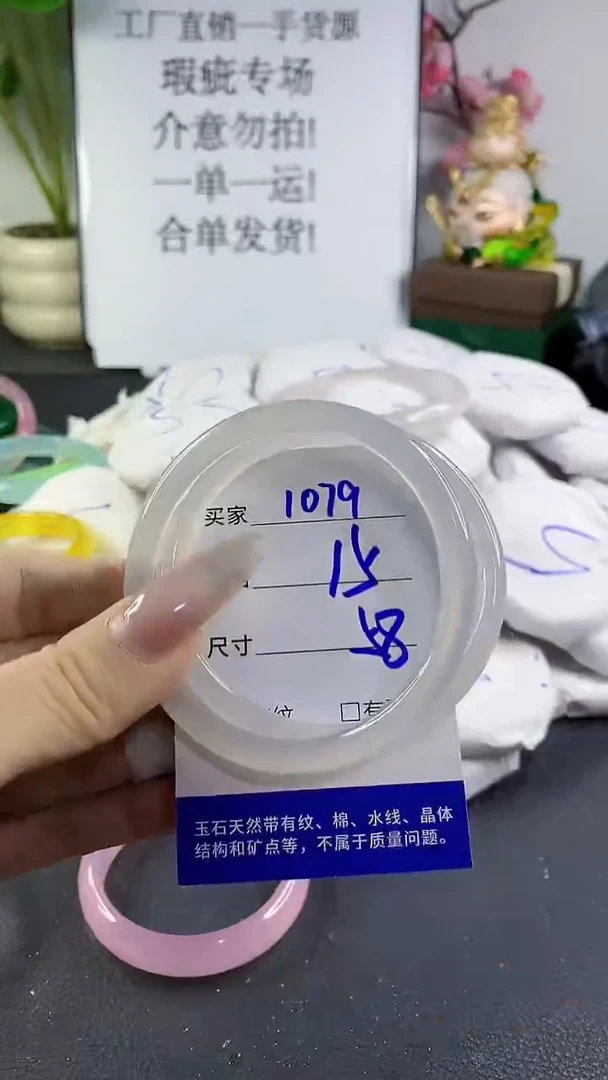 工厂直销一手货源
瑕疵专场
介意勿拍!
一单一运!
合单发货!
买家 1079
15
尺寸 58
纹 □有
玉石天然带有纹、棉、水线、晶体
结构和矿点等，不属于质量问题。